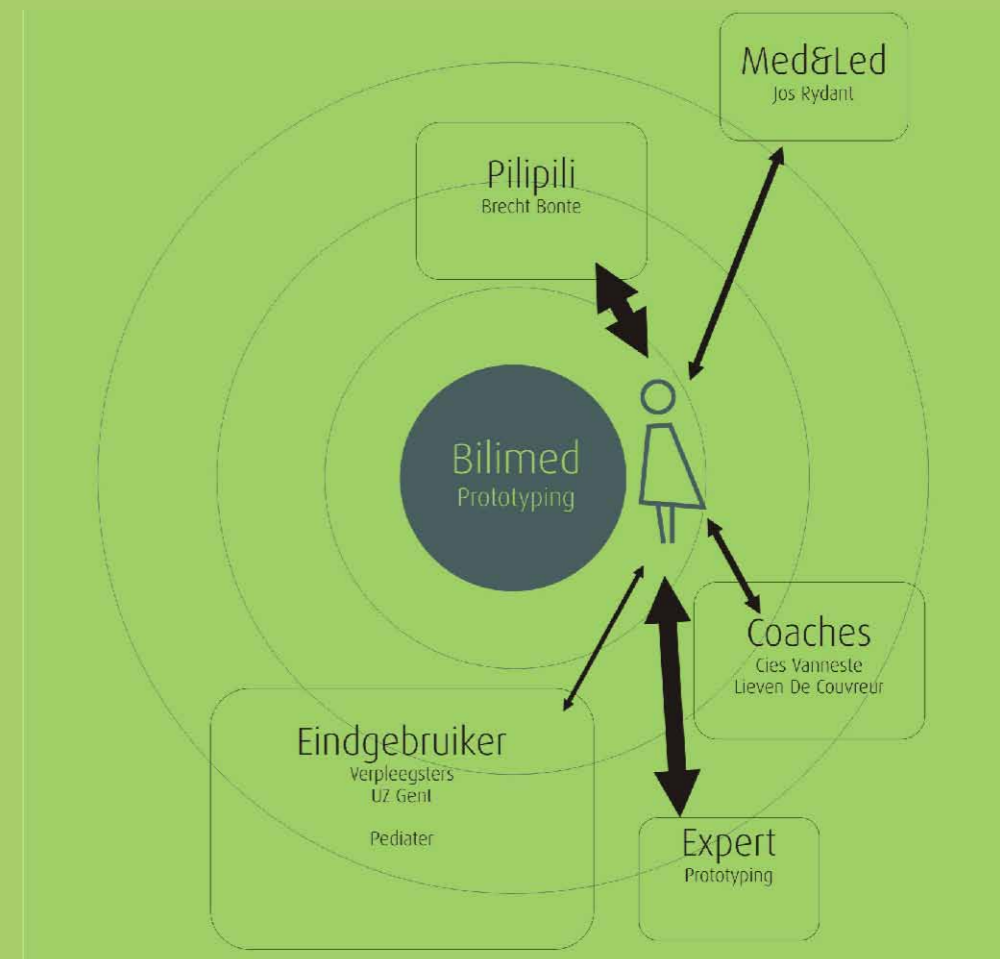 Med&Led
Jos Rydant
Pilipili
Brecht Bonte
Bilimed
Prototyping
Coaches
Cies Vanneste
Lieven De Couvreur
Eindgebruiker
Verpleegsters
UZ Gent
Pediater
Expert
Prototyping